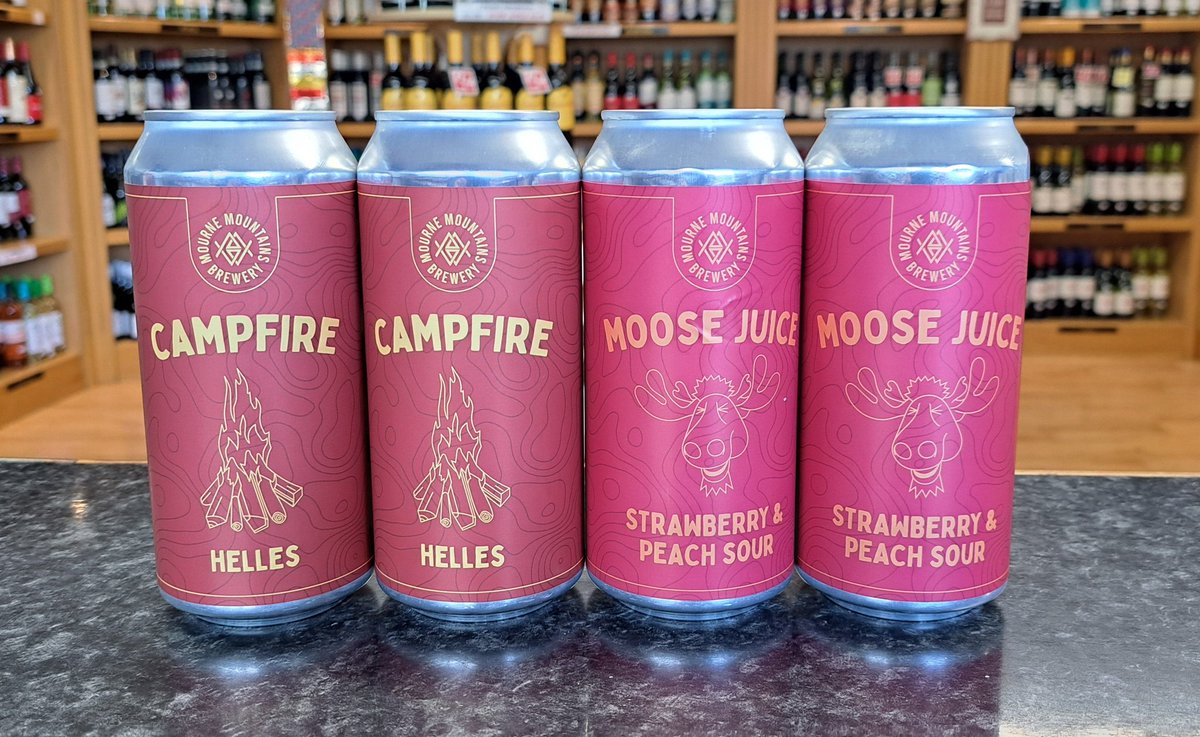 MOURNE MOUNTAINS
BREWERY
CAMPFIRE
HELLES
MOURNE MOUNTAINS
BREWERY
CAMPFIRE
HELLES
MOURNE MOUNTAINS
BREWERY
MOOSE JUICE
STRAWBERRY &
PEACH SOUR
MOURNE MOUNTAINS
BREWERY
MOOSE JUICE
STRAWBERRY &
PEACH SOUR